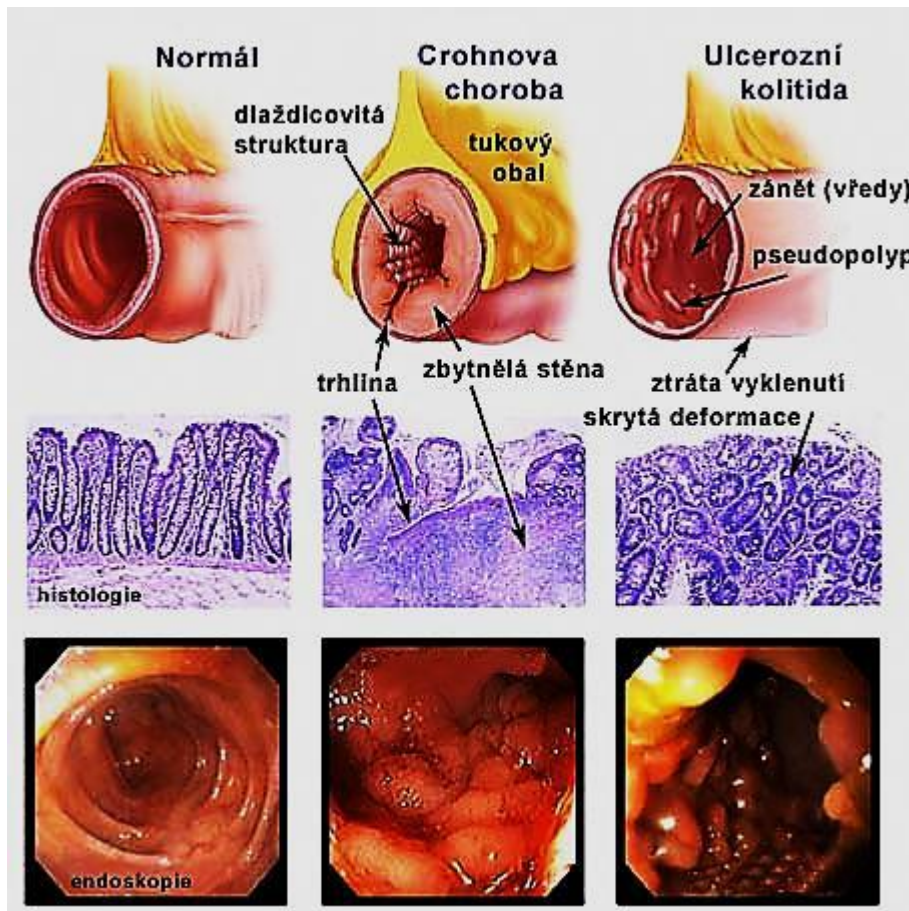 Normál
Crohnova
choroba
Ulcerozní
kolitida
dlaždicovitá
struktura
tukový
obal
zánět (vředy)
pseudopolyp
trhlina
zbytnělá stěna
ztráta vyklenutí
skrytá deformace
histologie
endoskopie